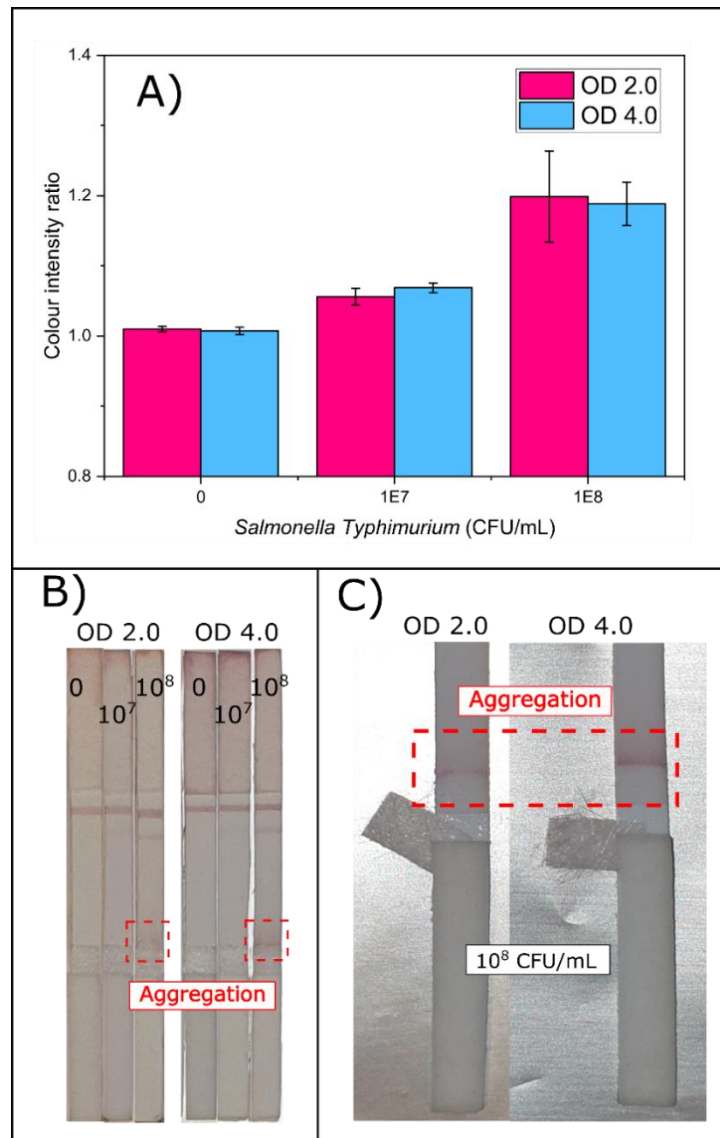 A)
OD 2.0
OD 4.0
1.4
1.2
1.0
0.8
Colour intensity ratio
0
1E7
1E8
Salmonella Typhimurium (CFU/mL)
B)
OD 2.0 OD 4.0
0 10⁷ 10⁸ 0 10⁷ 10⁸
Aggregation
C)
OD 2.0 OD 4.0
Aggregation
10⁸ CFU/mL